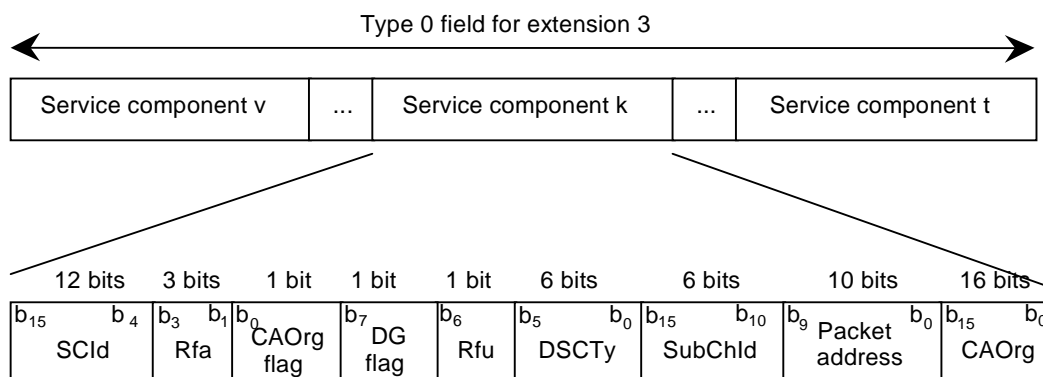 Type 0 field for extension 3
Service component v ... Service component k ... Service component t
12 bits 3 bits 1 bit 1 bit 1 bit 6 bits 6 bits 10 bits 16 bits
b15 b4 b3 b1 b0 b7 b6 b5 b0 b15 b10 b9 b0 b15 b0
SCId Rfa CAOrg flag DG flag Rfu DSCTy SubChId Packet address CAOrg